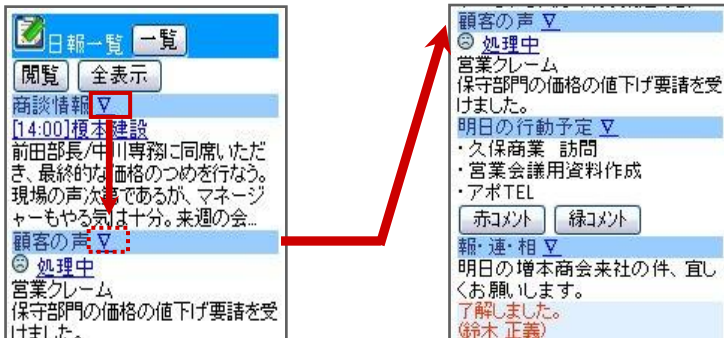 日報一覧 一覧
閲覧 全表示
商談情報 ▽
[14:00]榎本建設
前田部長/中川専務に同席いただ
き、最終的な価格のつめを行なう。
現場の声次第であるが、マネージ
ャーもやる気は十分。来週の会...
顧客の声 ▽
処理中
営業クレーム
保守部門の価格の値下げ要請を受
けました。
顧客の声 ▽
処理中
営業クレーム
保守部門の価格の値下げ要請を受
けました。
明日の行動予定 ▽
・久保商業 訪問
・営業会議用資料作成
・アポTEL
赤コメント 緑コメント
報・連・相 ▽
明日の増本商会来社の件、宜し
くお願いします。
了解しました。
(鈴木 正義)